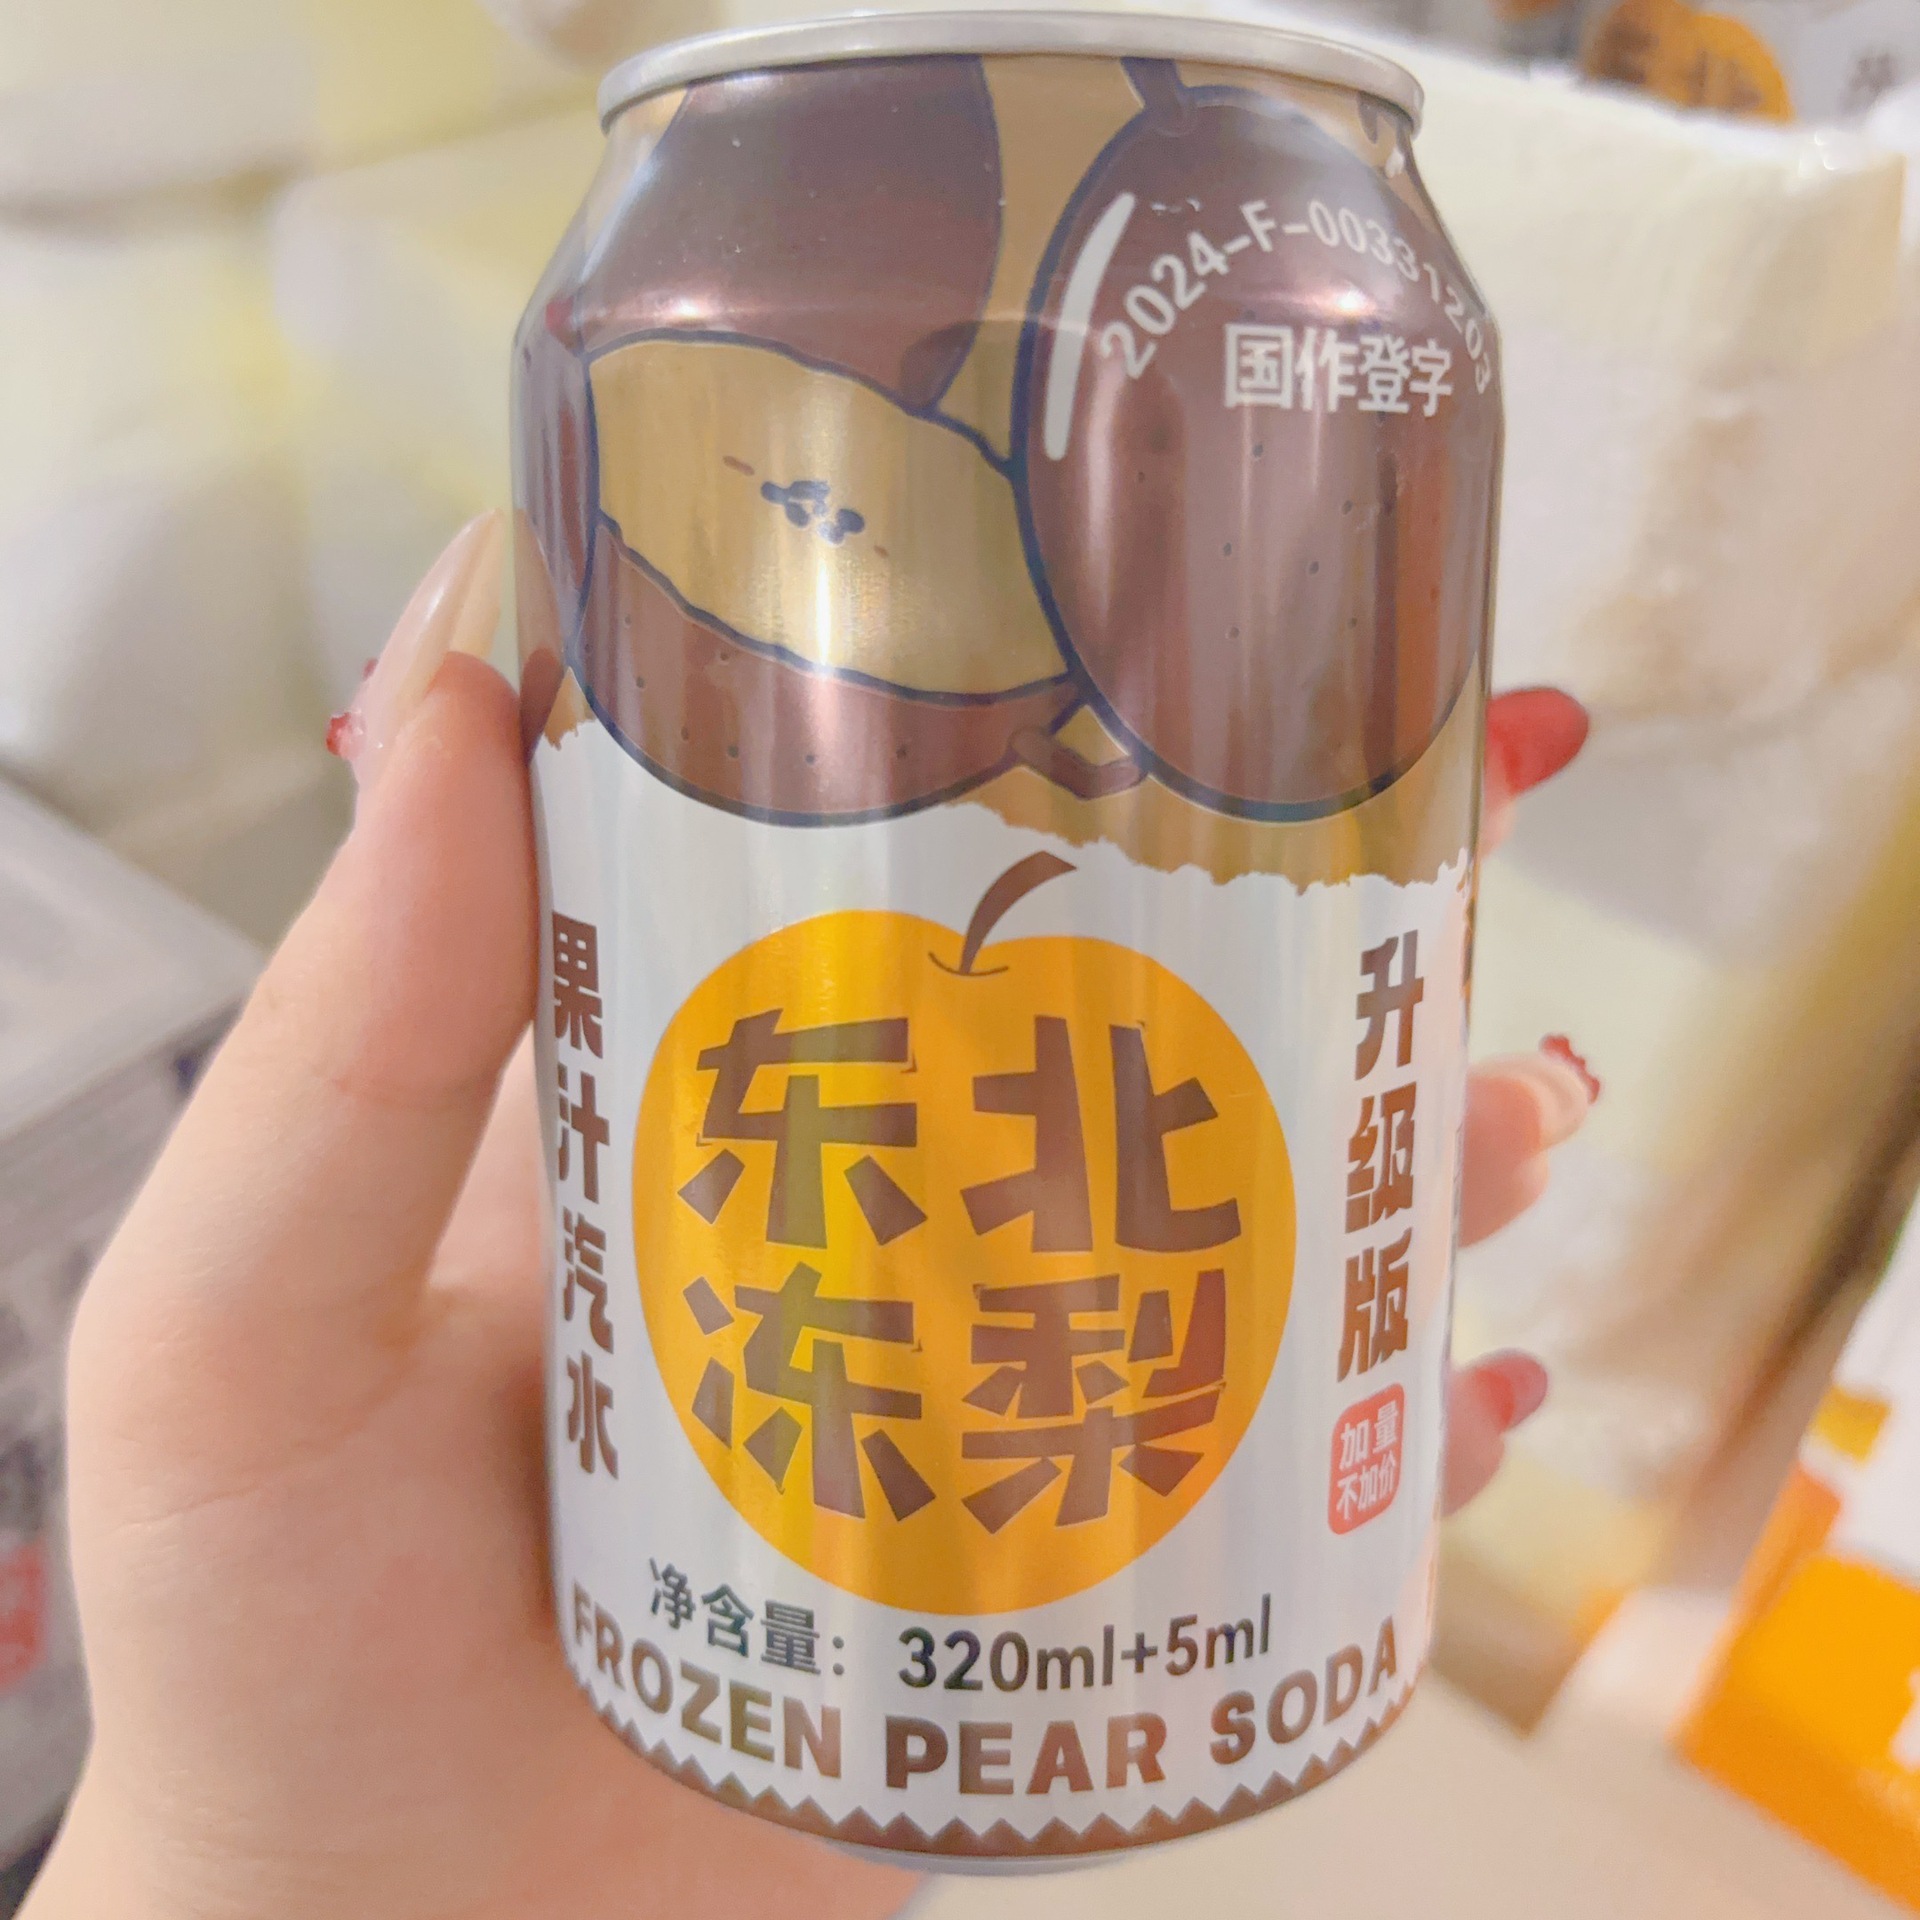 2024-F-00331203
国作登字
果汁汽水
东北
冻梨
升级版
加量
不加价
净含量：320ml+5ml
FROZEN PEAR SODA